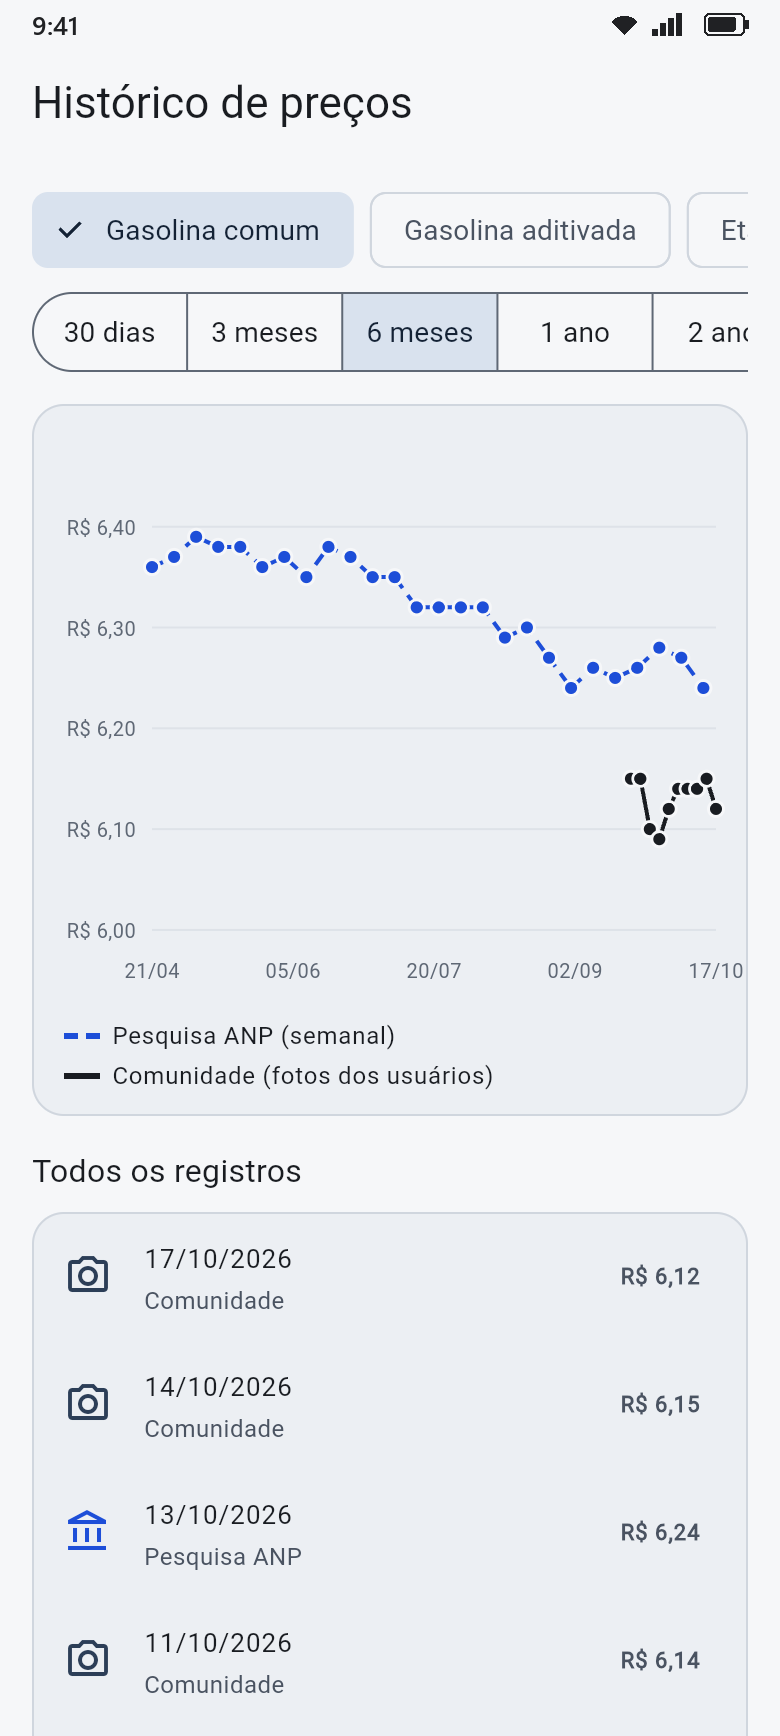 9:41
Histórico de preços
Gasolina comum
Gasolina aditivada
30 dias
3 meses
6 meses
1 ano
R$ 6,40
R$ 6,30
R$ 6,20
R$ 6,10
R$ 6,00
21/04
05/06
20/07
02/09
17/10
Pesquisa ANP (semanal)
Comunidade (fotos dos usuários)
Todos os registros
17/10/2026
Comunidade
R$ 6,12
14/10/2026
Comunidade
R$ 6,15
13/10/2026
Pesquisa ANP
R$ 6,24
11/10/2026
Comunidade
R$ 6,14